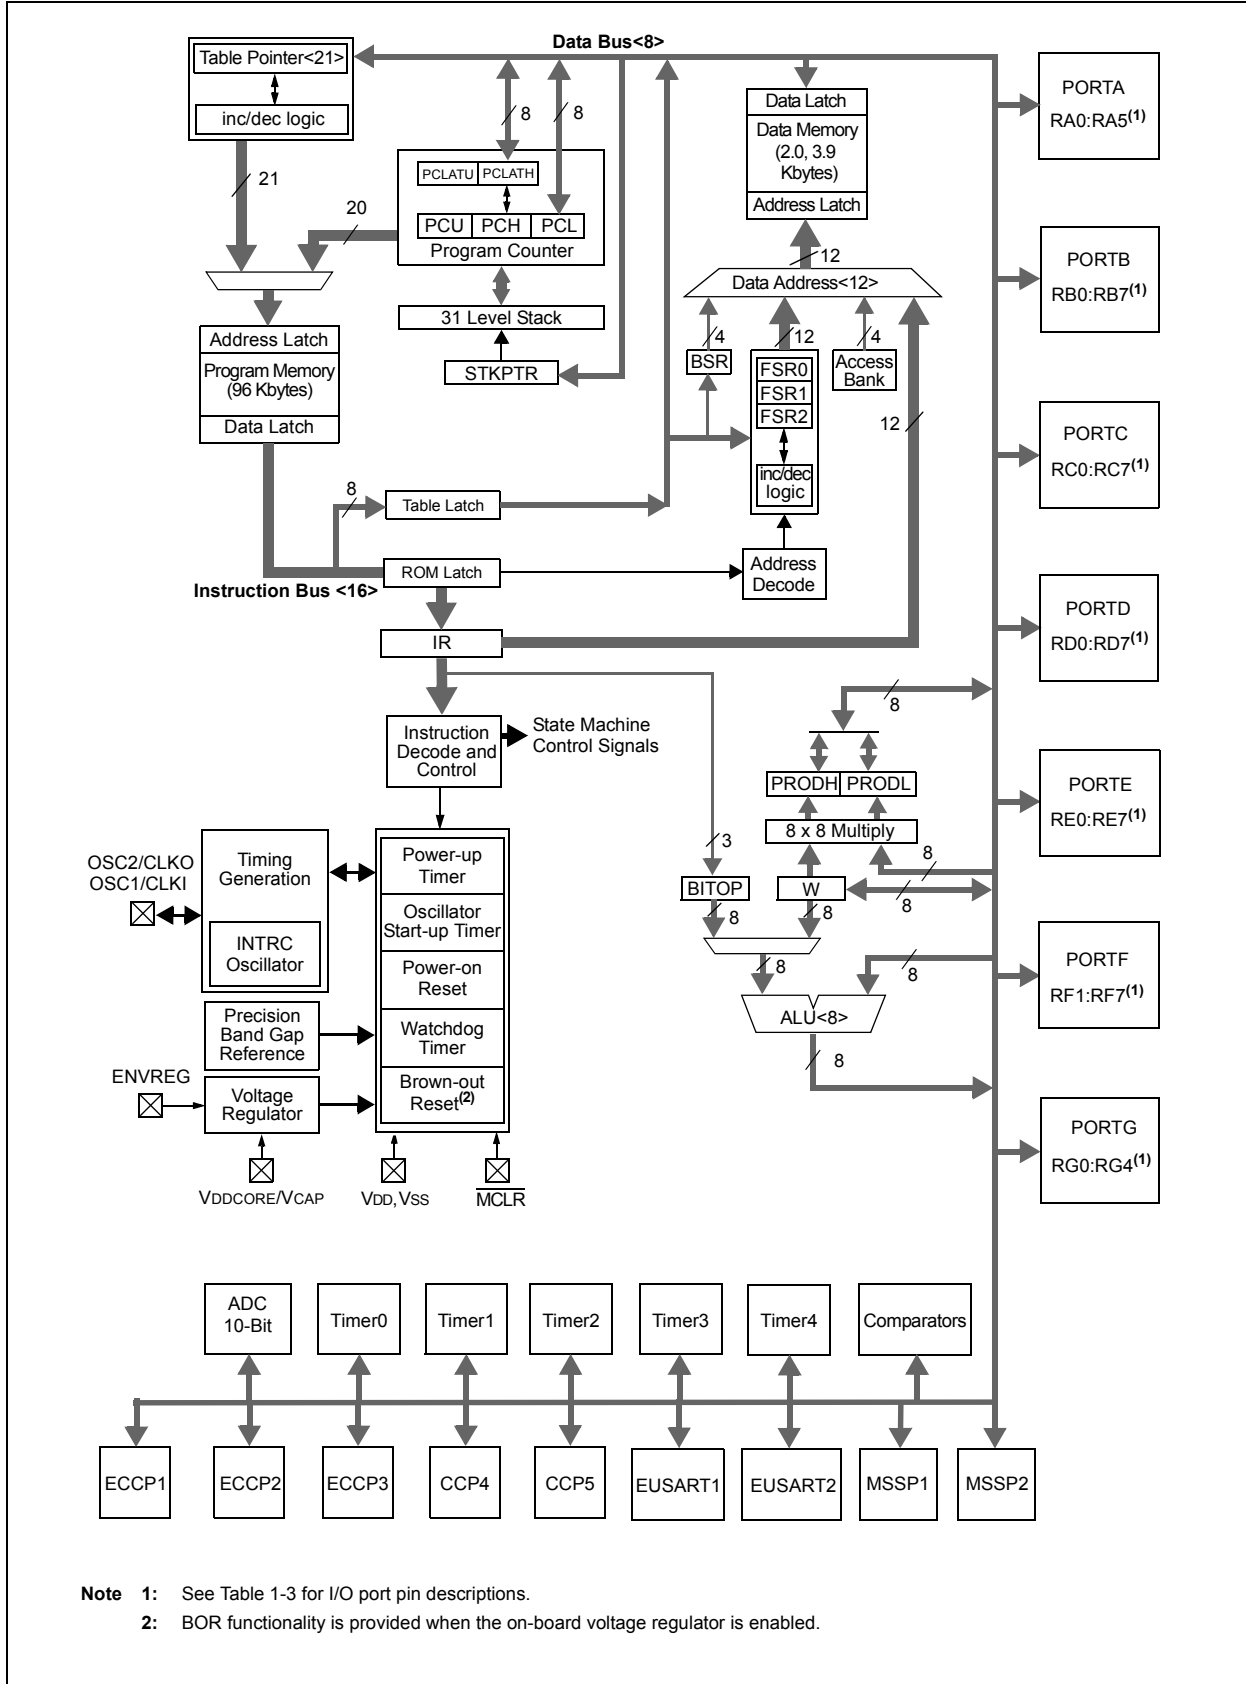 Data Bus<8>
Table Pointer<21>
inc/dec logic
21
20
8
8
PCLATU
PCLATH
PCU
PCH
PCL
Program Counter
31 Level Stack
STKPTR
Address Latch
Program Memory
(96 Kbytes)
Data Latch
8
Table Latch
ROM Latch
Instruction Bus <16>
IR
Data Latch
Data Memory
(2.0, 3.9
Kbytes)
Address Latch
12
Data Address<12>
4
12
4
BSR
FSR0
FSR1
FSR2
inc/dec
logic
Access
Bank
12
Address
Decode
Instruction
Decode and
Control
State Machine
Control Signals
8
PRODH
PRODL
8 x 8 Multiply
3
8
BITOP
W
8
8
8
8
8
ALU<8>
8
OSC2/CLKO
OSC1/CLKI
Timing
Generation
INTRC
Oscillator
Power-up
Timer
Oscillator
Start-up Timer
Power-on
Reset
Watchdog
Timer
Brown-out
Reset(2)
Precision
Band Gap
Reference
ENVREG
Voltage
Regulator
VDDCORE/VCAP
VDD, VSS
MCLR
PORTA
RA0:RA5(1)
PORTB
RB0:RB7(1)
PORTC
RC0:RC7(1)
PORTD
RD0:RD7(1)
PORTE
RE0:RE7(1)
PORTF
RF1:RF7(1)
PORTG
RG0:RG4(1)
ADC
10-Bit
Timer0
Timer1
Timer2
Timer3
Timer4
Comparators
ECCP1
ECCP2
ECCP3
CCP4
CCP5
EUSART1
EUSART2
MSSP1
MSSP2
Note 1: See Table 1-3 for I/O port pin descriptions.
2: BOR functionality is provided when the on-board voltage regulator is enabled.